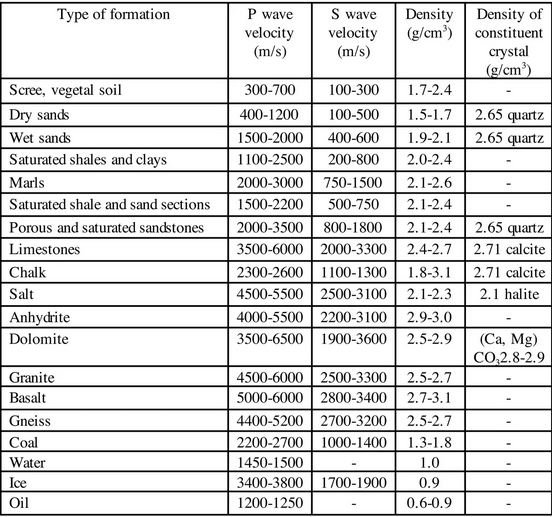 Type of formation P wave velocity (m/s) S wave velocity (m/s) Density (g/cm³) Density of constituent crystal (g/cm³)
Scree, vegetal soil 300-700 100-300 1.7-2.4 -
Dry sands 400-1200 100-500 1.5-1.7 2.65 quartz
Wet sands 1500-2000 400-600 1.9-2.1 2.65 quartz
Saturated shales and clays 1100-2500 200-800 2.0-2.4 -
Marls 2000-3000 750-1500 2.1-2.6 -
Saturated shale and sand sections 1500-2200 500-750 2.1-2.4 -
Porous and saturated sandstones 2000-3500 800-1800 2.1-2.4 2.65 quartz
Limestones 3500-6000 2000-3300 2.4-2.7 2.71 calcite
Chalk 2300-2600 1100-1300 1.8-3.1 2.71 calcite
Salt 4500-5500 2500-3100 2.1-2.3 2.1 halite
Anhydrite 4000-5500 2200-3100 2.9-3.0 -
Dolomite 3500-6500 1900-3600 2.5-2.9 (Ca, Mg) CO₃2.8-2.9
Granite 4500-6000 2500-3300 2.5-2.7 -
Basalt 5000-6000 2800-3400 2.7-3.1 -
Gneiss 4400-5200 2700-3200 2.5-2.7 -
Coal 2200-2700 1000-1400 1.3-1.8 -
Water 1450-1500 - 1.0 -
Ice 3400-3800 1700-1900 0.9 -
Oil 1200-1250 - 0.6-0.9 -